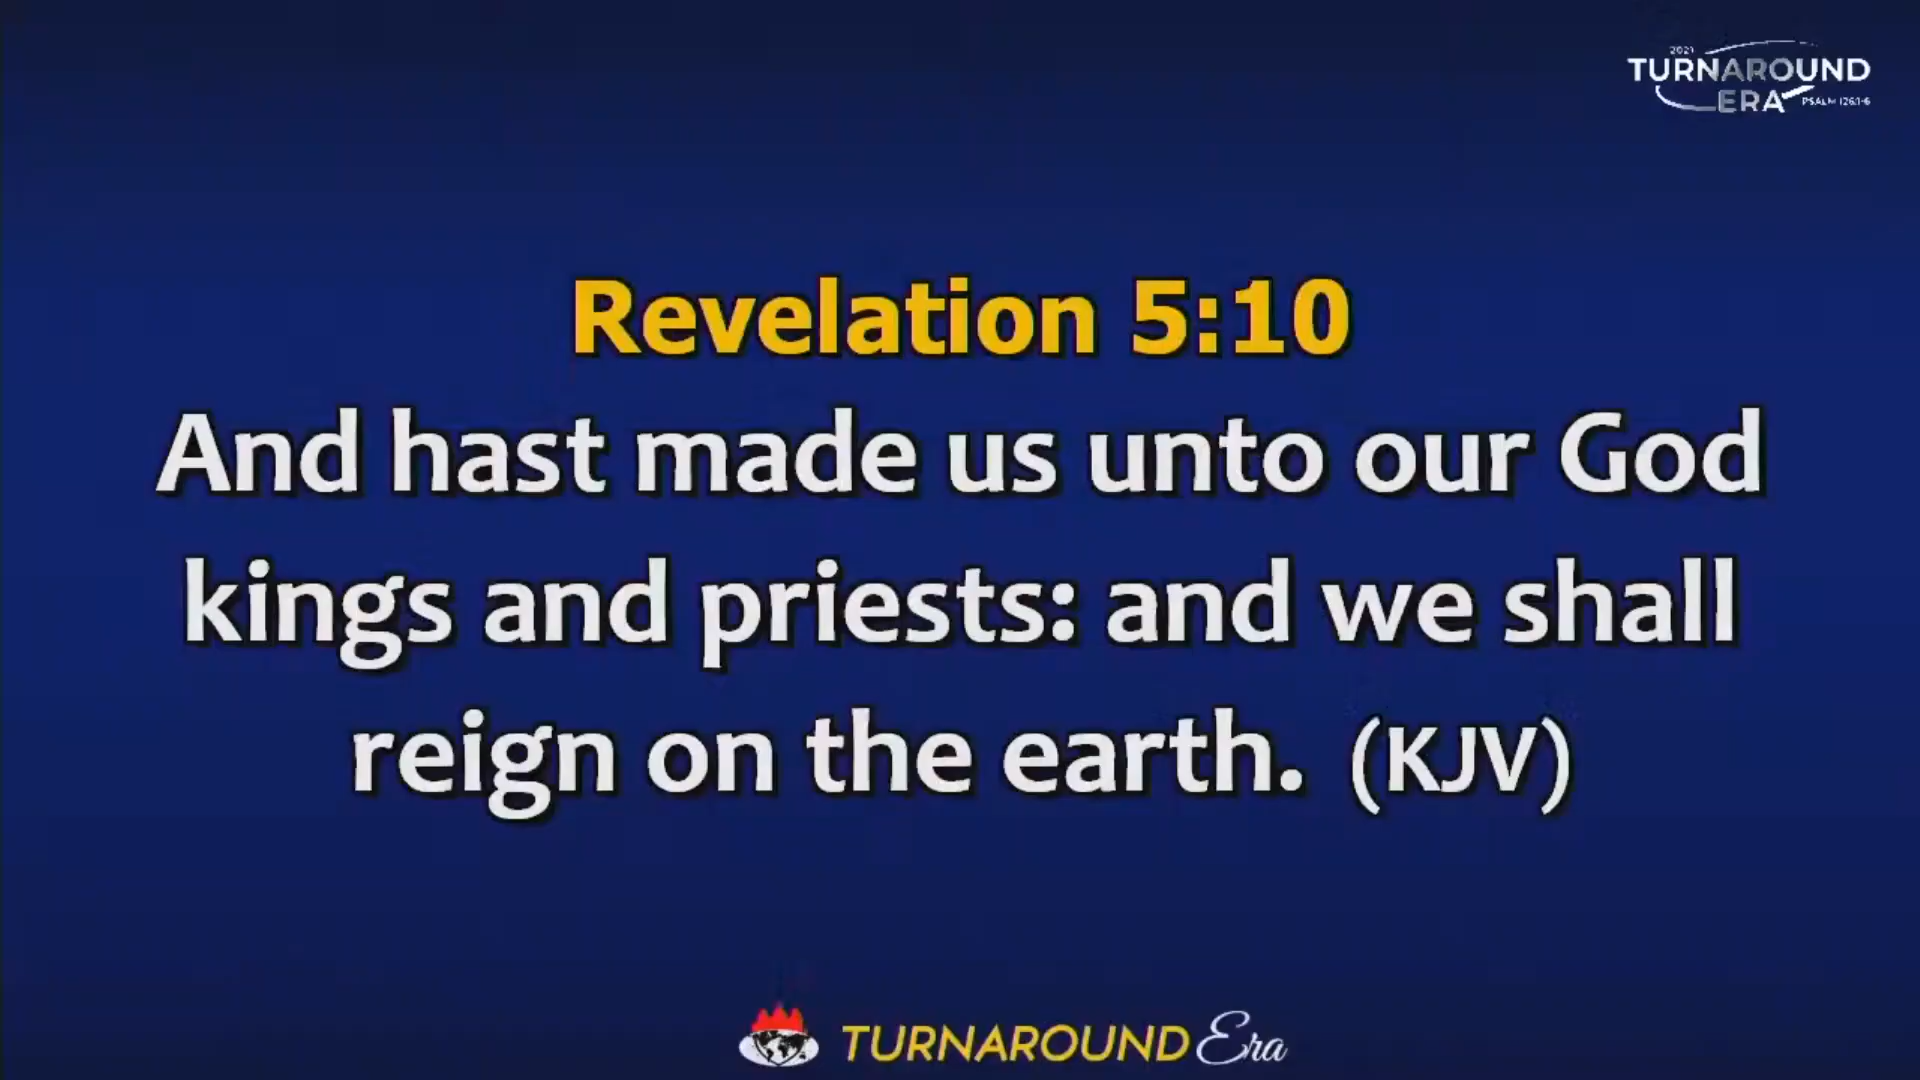 2021
TURNAROUND
ERA PSALM 126:1-6
Revelation 5:10
And hast made us unto our God
kings and priests: and we shall
reign on the earth. (KJV)
TURNAROUND Era